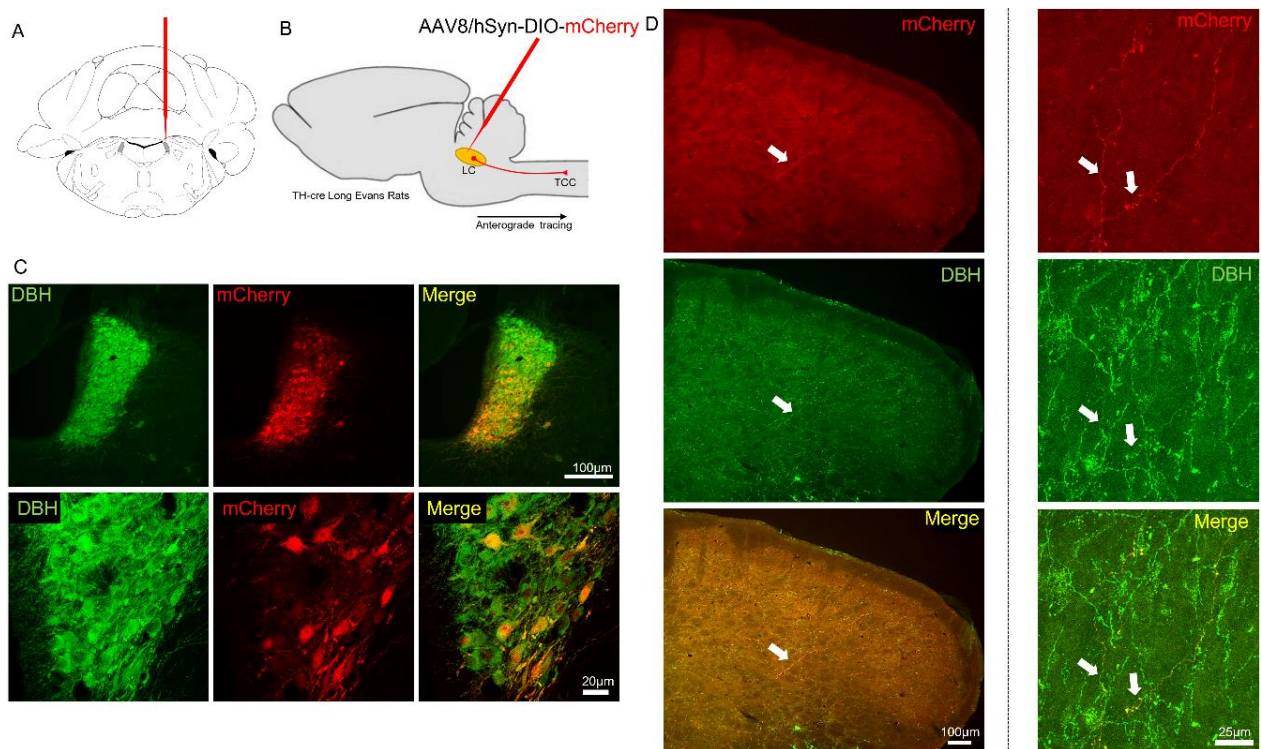 A
B
AAV8/hSyn-DIO-mCherry
LC
TCC
TH-cre Long Evans Rats
Anterograde tracing
C
DBH
mCherry
Merge
100µm
DBH
mCherry
Merge
20µm
D
mCherry
mCherry
DBH
DBH
Merge
Merge
100µm
25µm